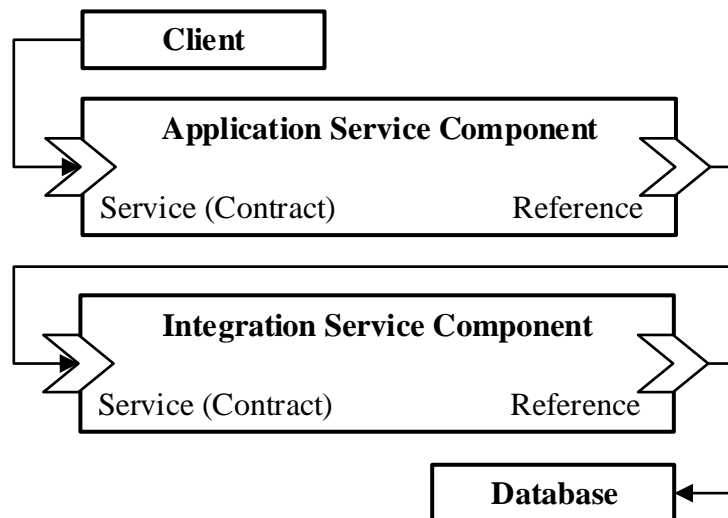 Client
Application Service Component
Service (Contract) Reference
Integration Service Component
Service (Contract) Reference
Database